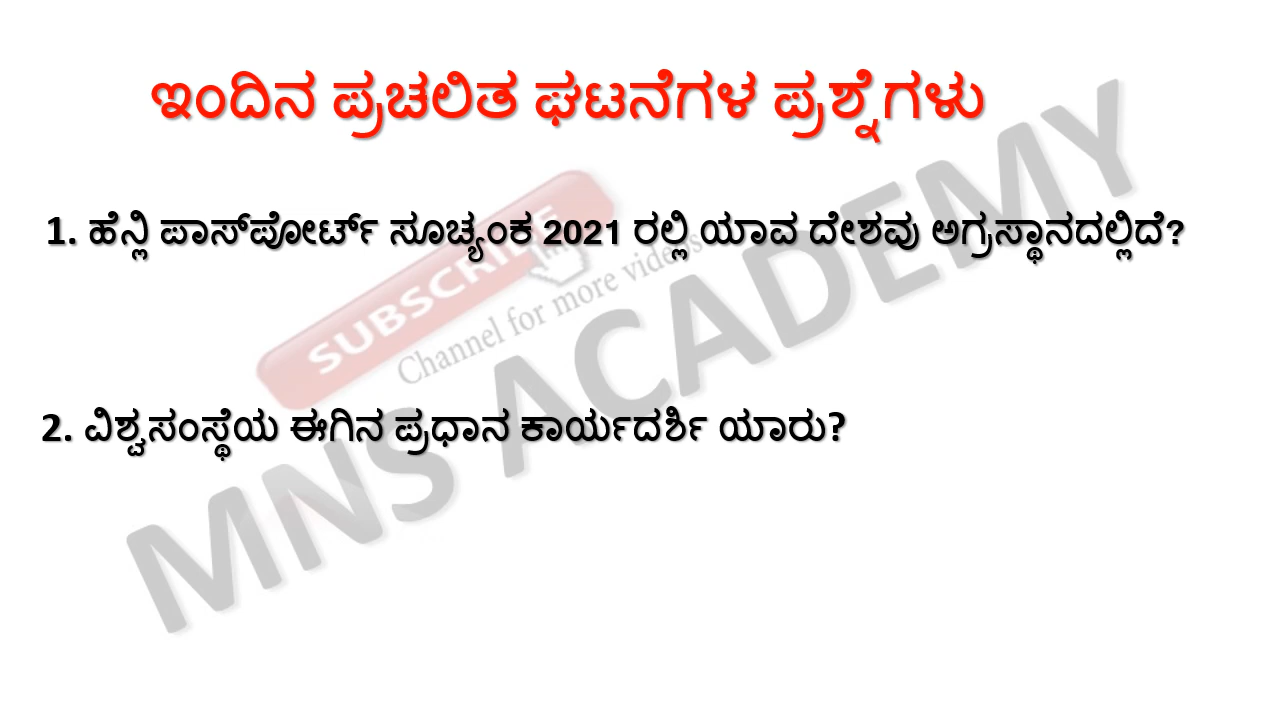 ಇಂದಿನ ಪ್ರಚಲಿತ ಘಟನೆಗಳ ಪ್ರಶ್ನೆಗಳು
1. ಹೆನ್ಲಿ ಪಾಸ್‌ಪೋರ್ಟ್ ಸೂಚ್ಯಂಕ 2021 ರಲ್ಲಿ ಯಾವ ದೇಶವು ಅಗ್ರಸ್ಥಾನದಲ್ಲಿದೆ?
SUBSCRIBE
Channel for more videos
2. ವಿಶ್ವಸಂಸ್ಥೆಯ ಈಗಿನ ಪ್ರಧಾನ ಕಾರ್ಯದರ್ಶಿ ಯಾರು?
MNS ACADEMY